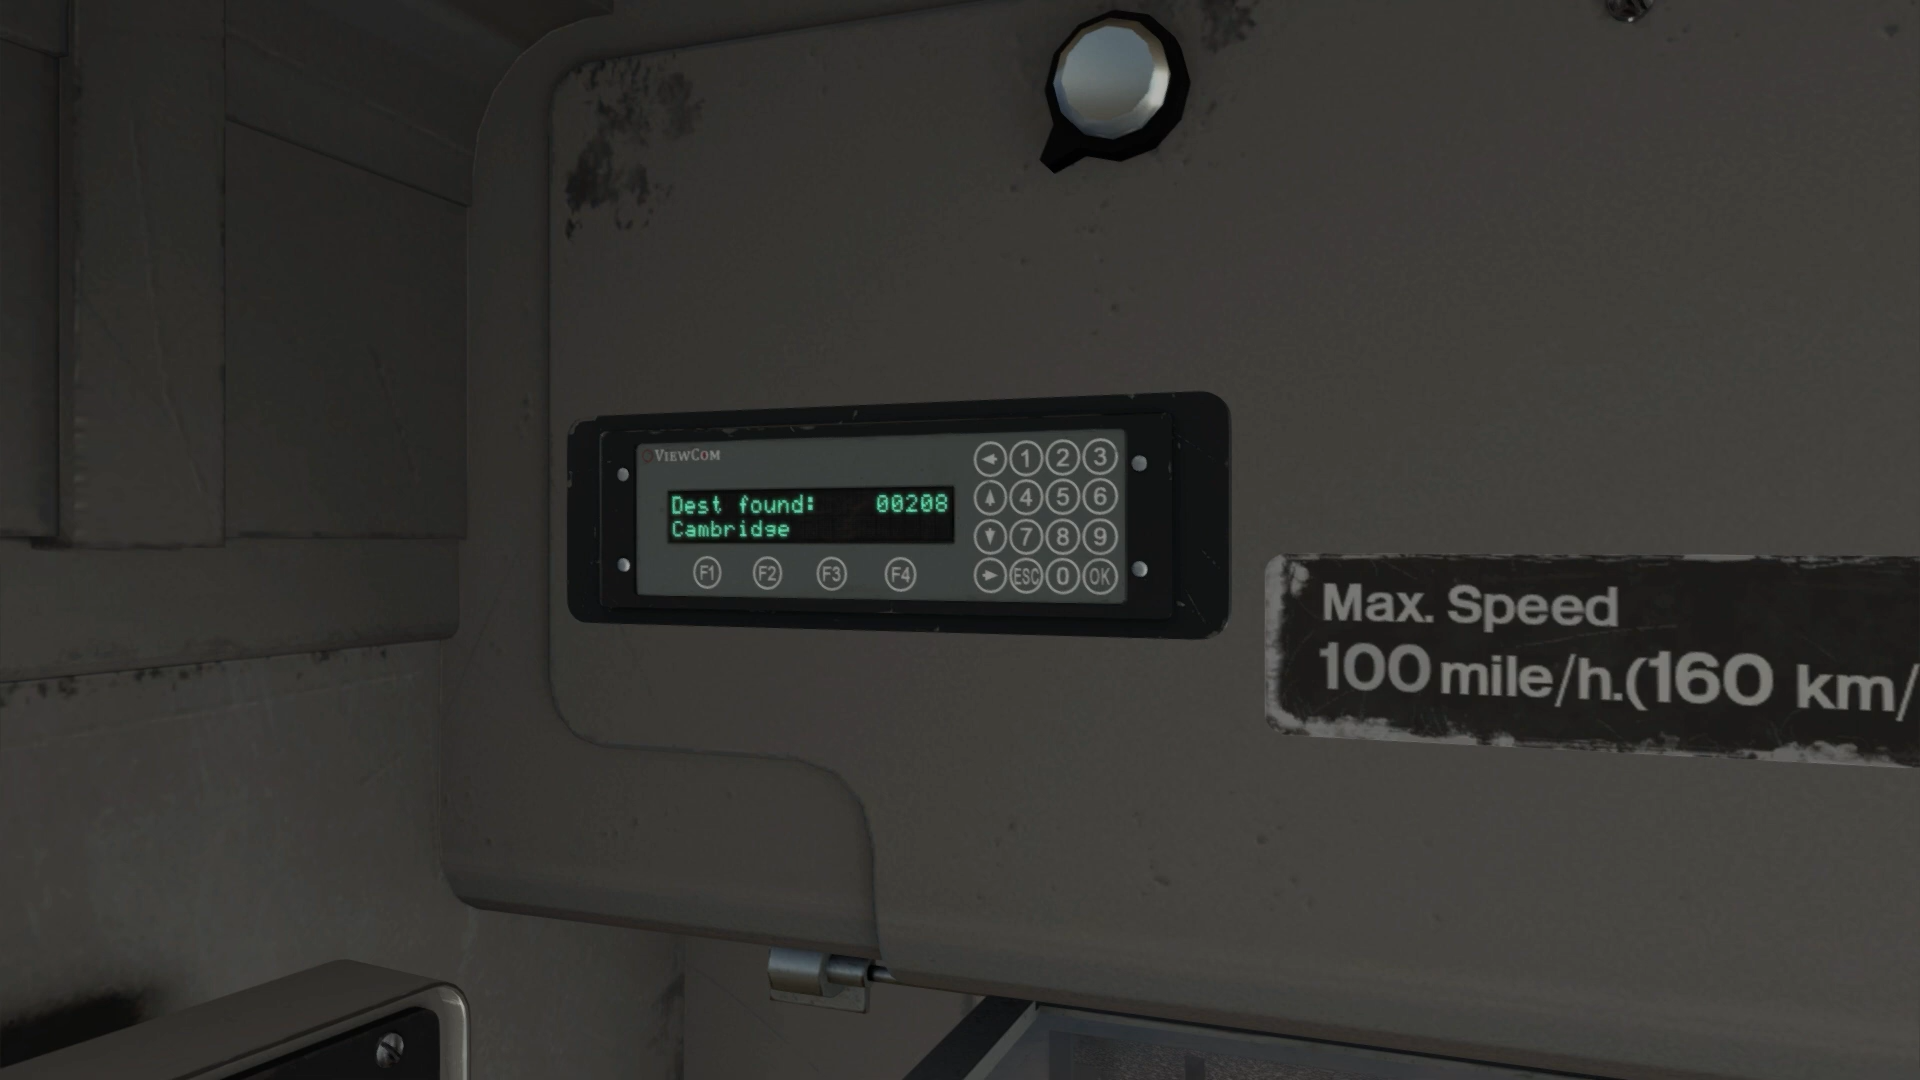 ViewCom
Dest found: 00208
Cambridge
F1 F2 F3 F4
1 2 3
4 5 6
7 8 9
ESC 0 OK
Max. Speed
100 mile/h.(160 km/